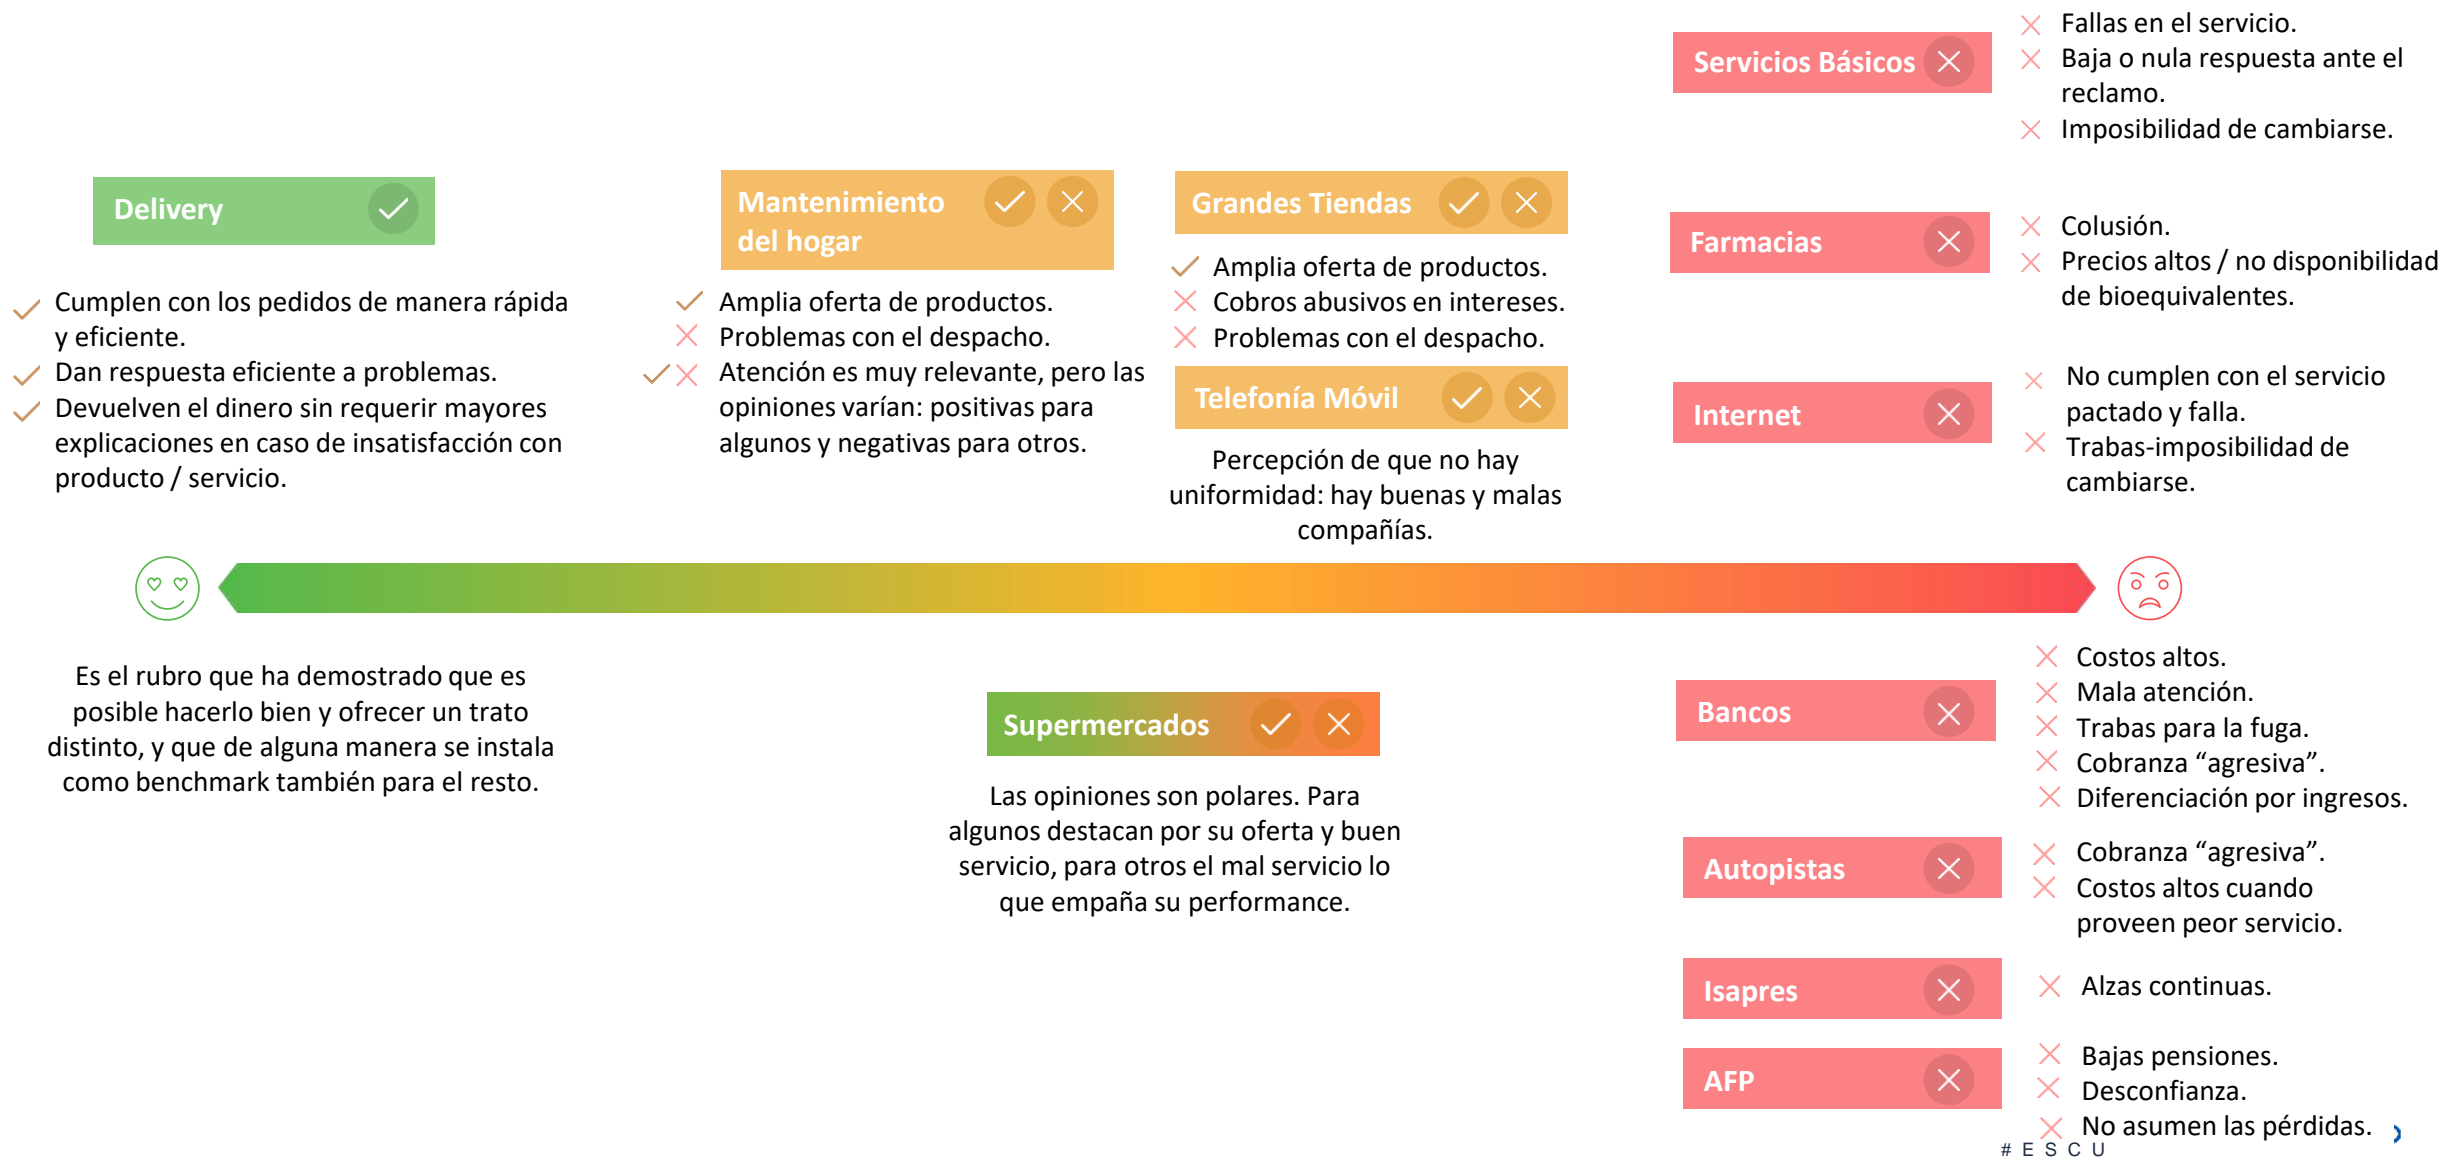 Delivery
Cumplen con los pedidos de manera rápida
y eficiente.
Dan respuesta eficiente a problemas.
Devuelven el dinero sin requerir mayores
explicaciones en caso de insatisfacción con
producto / servicio.
Mantenimiento
del hogar
Amplia oferta de productos.
Problemas con el despacho.
Atención es muy relevante, pero las
opiniones varían: positivas para
algunos y negativas para otros.
Grandes Tiendas
Amplia oferta de productos.
Cobros abusivos en intereses.
Problemas con el despacho.
Telefonía Móvil
Percepción de que no hay
uniformidad: hay buenas y malas
compañías.
Servicios Básicos
Fallas en el servicio.
Baja o nula respuesta ante el
reclamo.
Imposibilidad de cambiarse.
Farmacias
Colusión.
Precios altos / no disponibilidad
de bioequivalentes.
Internet
No cumplen con el servicio
pactado y falla.
Trabas-imposibilidad de
cambiarse.
Es el rubro que ha demostrado que es
posible hacerlo bien y ofrecer un trato
distinto, y que de alguna manera se instala
como benchmark también para el resto.
Supermercados
Las opiniones son polares. Para
algunos destacan por su oferta y buen
servicio, para otros el mal servicio lo
que empaña su performance.
Bancos
Costos altos.
Mala atención.
Trabas para la fuga.
Cobranza “agresiva”.
Diferenciación por ingresos.
Autopistas
Cobranza “agresiva”.
Costos altos cuando
proveen peor servicio.
Isapres
Alzas continuas.
AFP
Bajas pensiones.
Desconfianza.
No asumen las pérdidas.
#ESCU